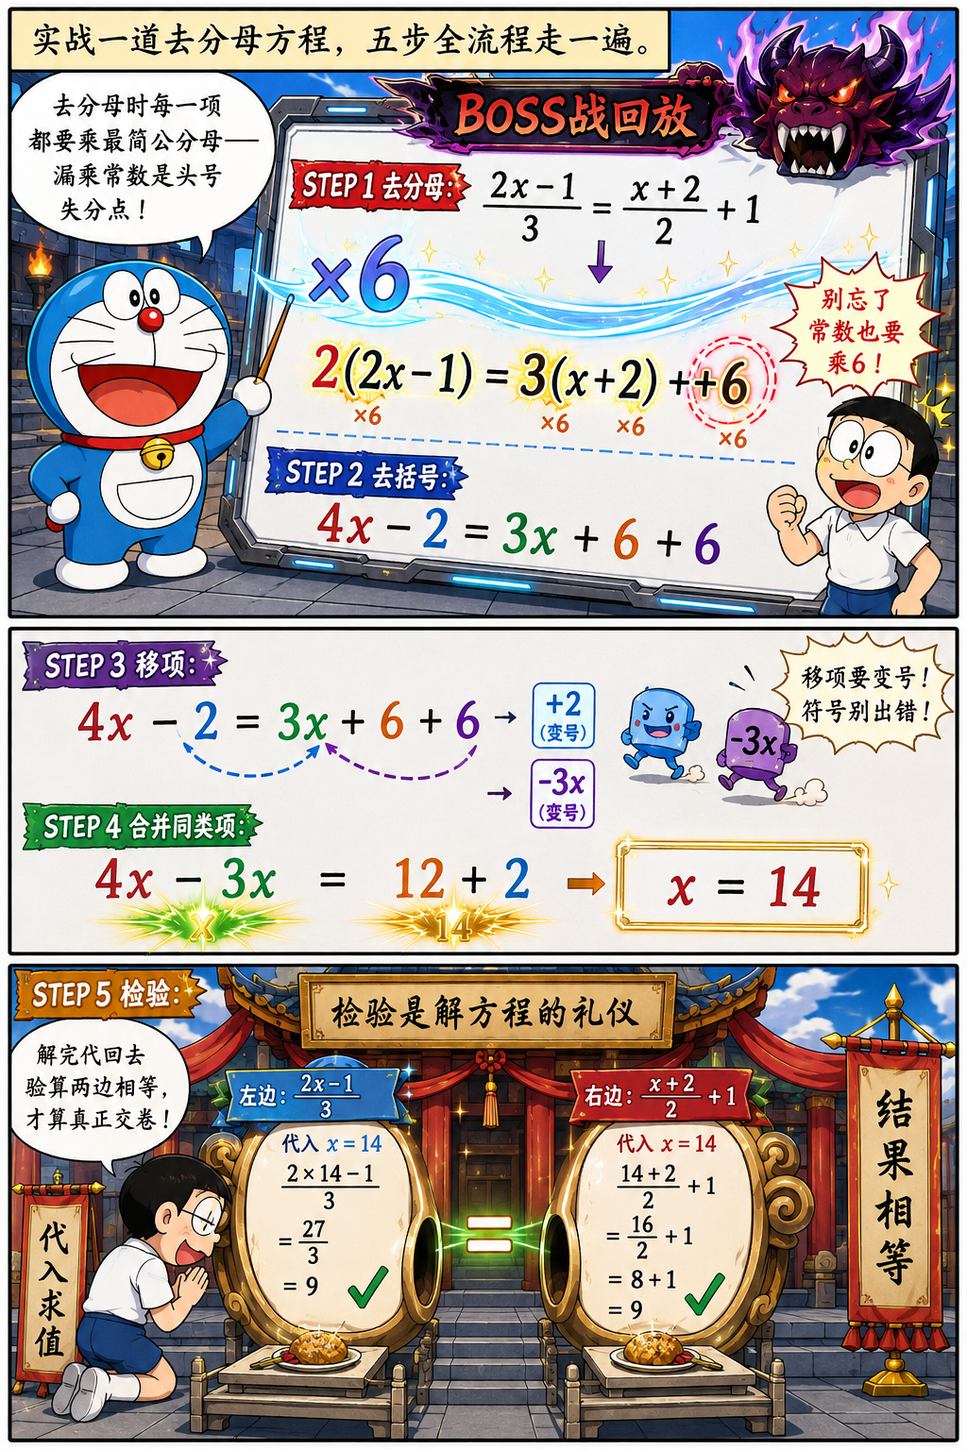 实战一道去分母方程，五步全流程走一遍。
去分母时每一项
都要乘最简公分母——
漏乘常数是头号
失分点！
BOSS战回放
STEP 1 去分母：
(2x−1)/3 = (x+2)/2 + 1
×6
别忘了
常数也要
乘6！
2(2x−1) = 3(x+2) ++6
×6 ×6 ×6 ×6
STEP 2 去括号：
4x − 2 = 3x + 6 + 6
STEP 3 移项：
4x − 2 = 3x + 6 + 6
+2
(变号)
-3x
(变号)
-3x
移项要变号！
符号别出错！
STEP 4 合并同类项：
4x − 3x = 12 + 2
x = 14
X
14
STEP 5 检验：
检验是解方程的礼仪
解完代回去
验算两边相等，
才算真正交卷！
左边：(2x−1)/3
代入 x=14
(2×14−1)/3
= 27/3
= 9
=
右边：(x+2)/2 +1
代入 x=14
(14+2)/2 +1
= 16/2 +1
= 8+1
= 9
代入求值
结果相等